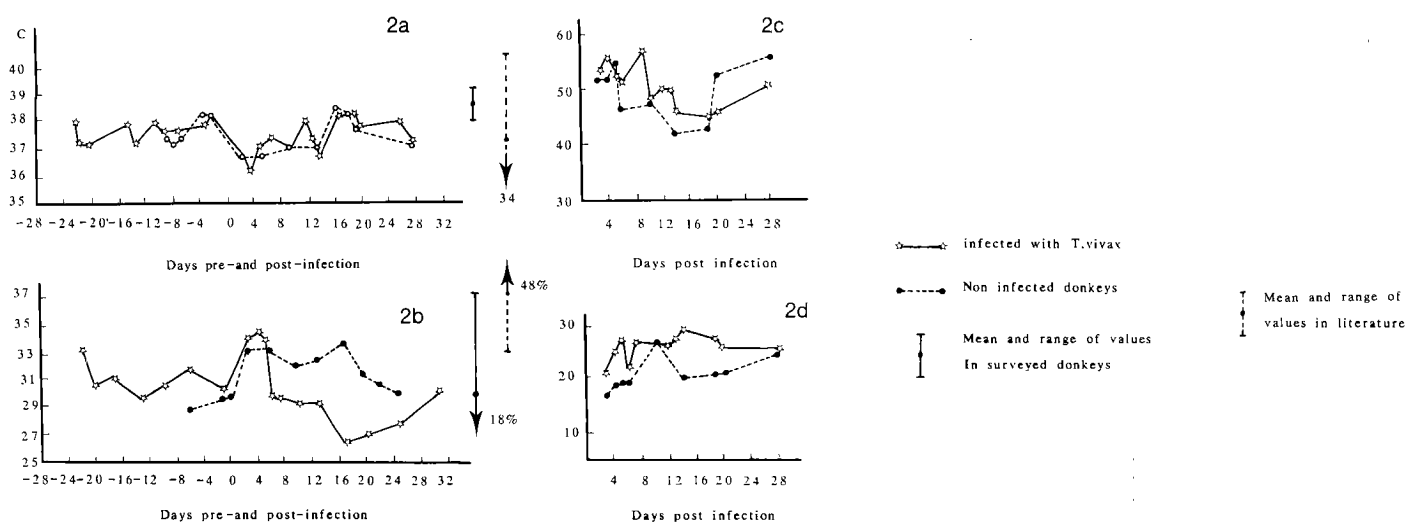 2a
C
40
39
38
37
36
35
-28 -24 -20 -16 -12 -8 -4 0 4 8 12 16 20 24 28 32
Days pre-and post-infection
34
2c
60
50
40
30
4 8 12 16 20 24 28
Days post infection
2b
37
35
33
31
29
27
25
-28-24-20 -16 -12 -8 -4 0 4 8 12 16 20 24 28 32
Days pre-and post-infection
48%
18%
2d
30
20
10
4 8 12 16 20 24 28
Days post infection
infected with T.vivax
Non infected donkeys
Mean and range of values
In surveyed donkeys
Mean and range of
values in literature